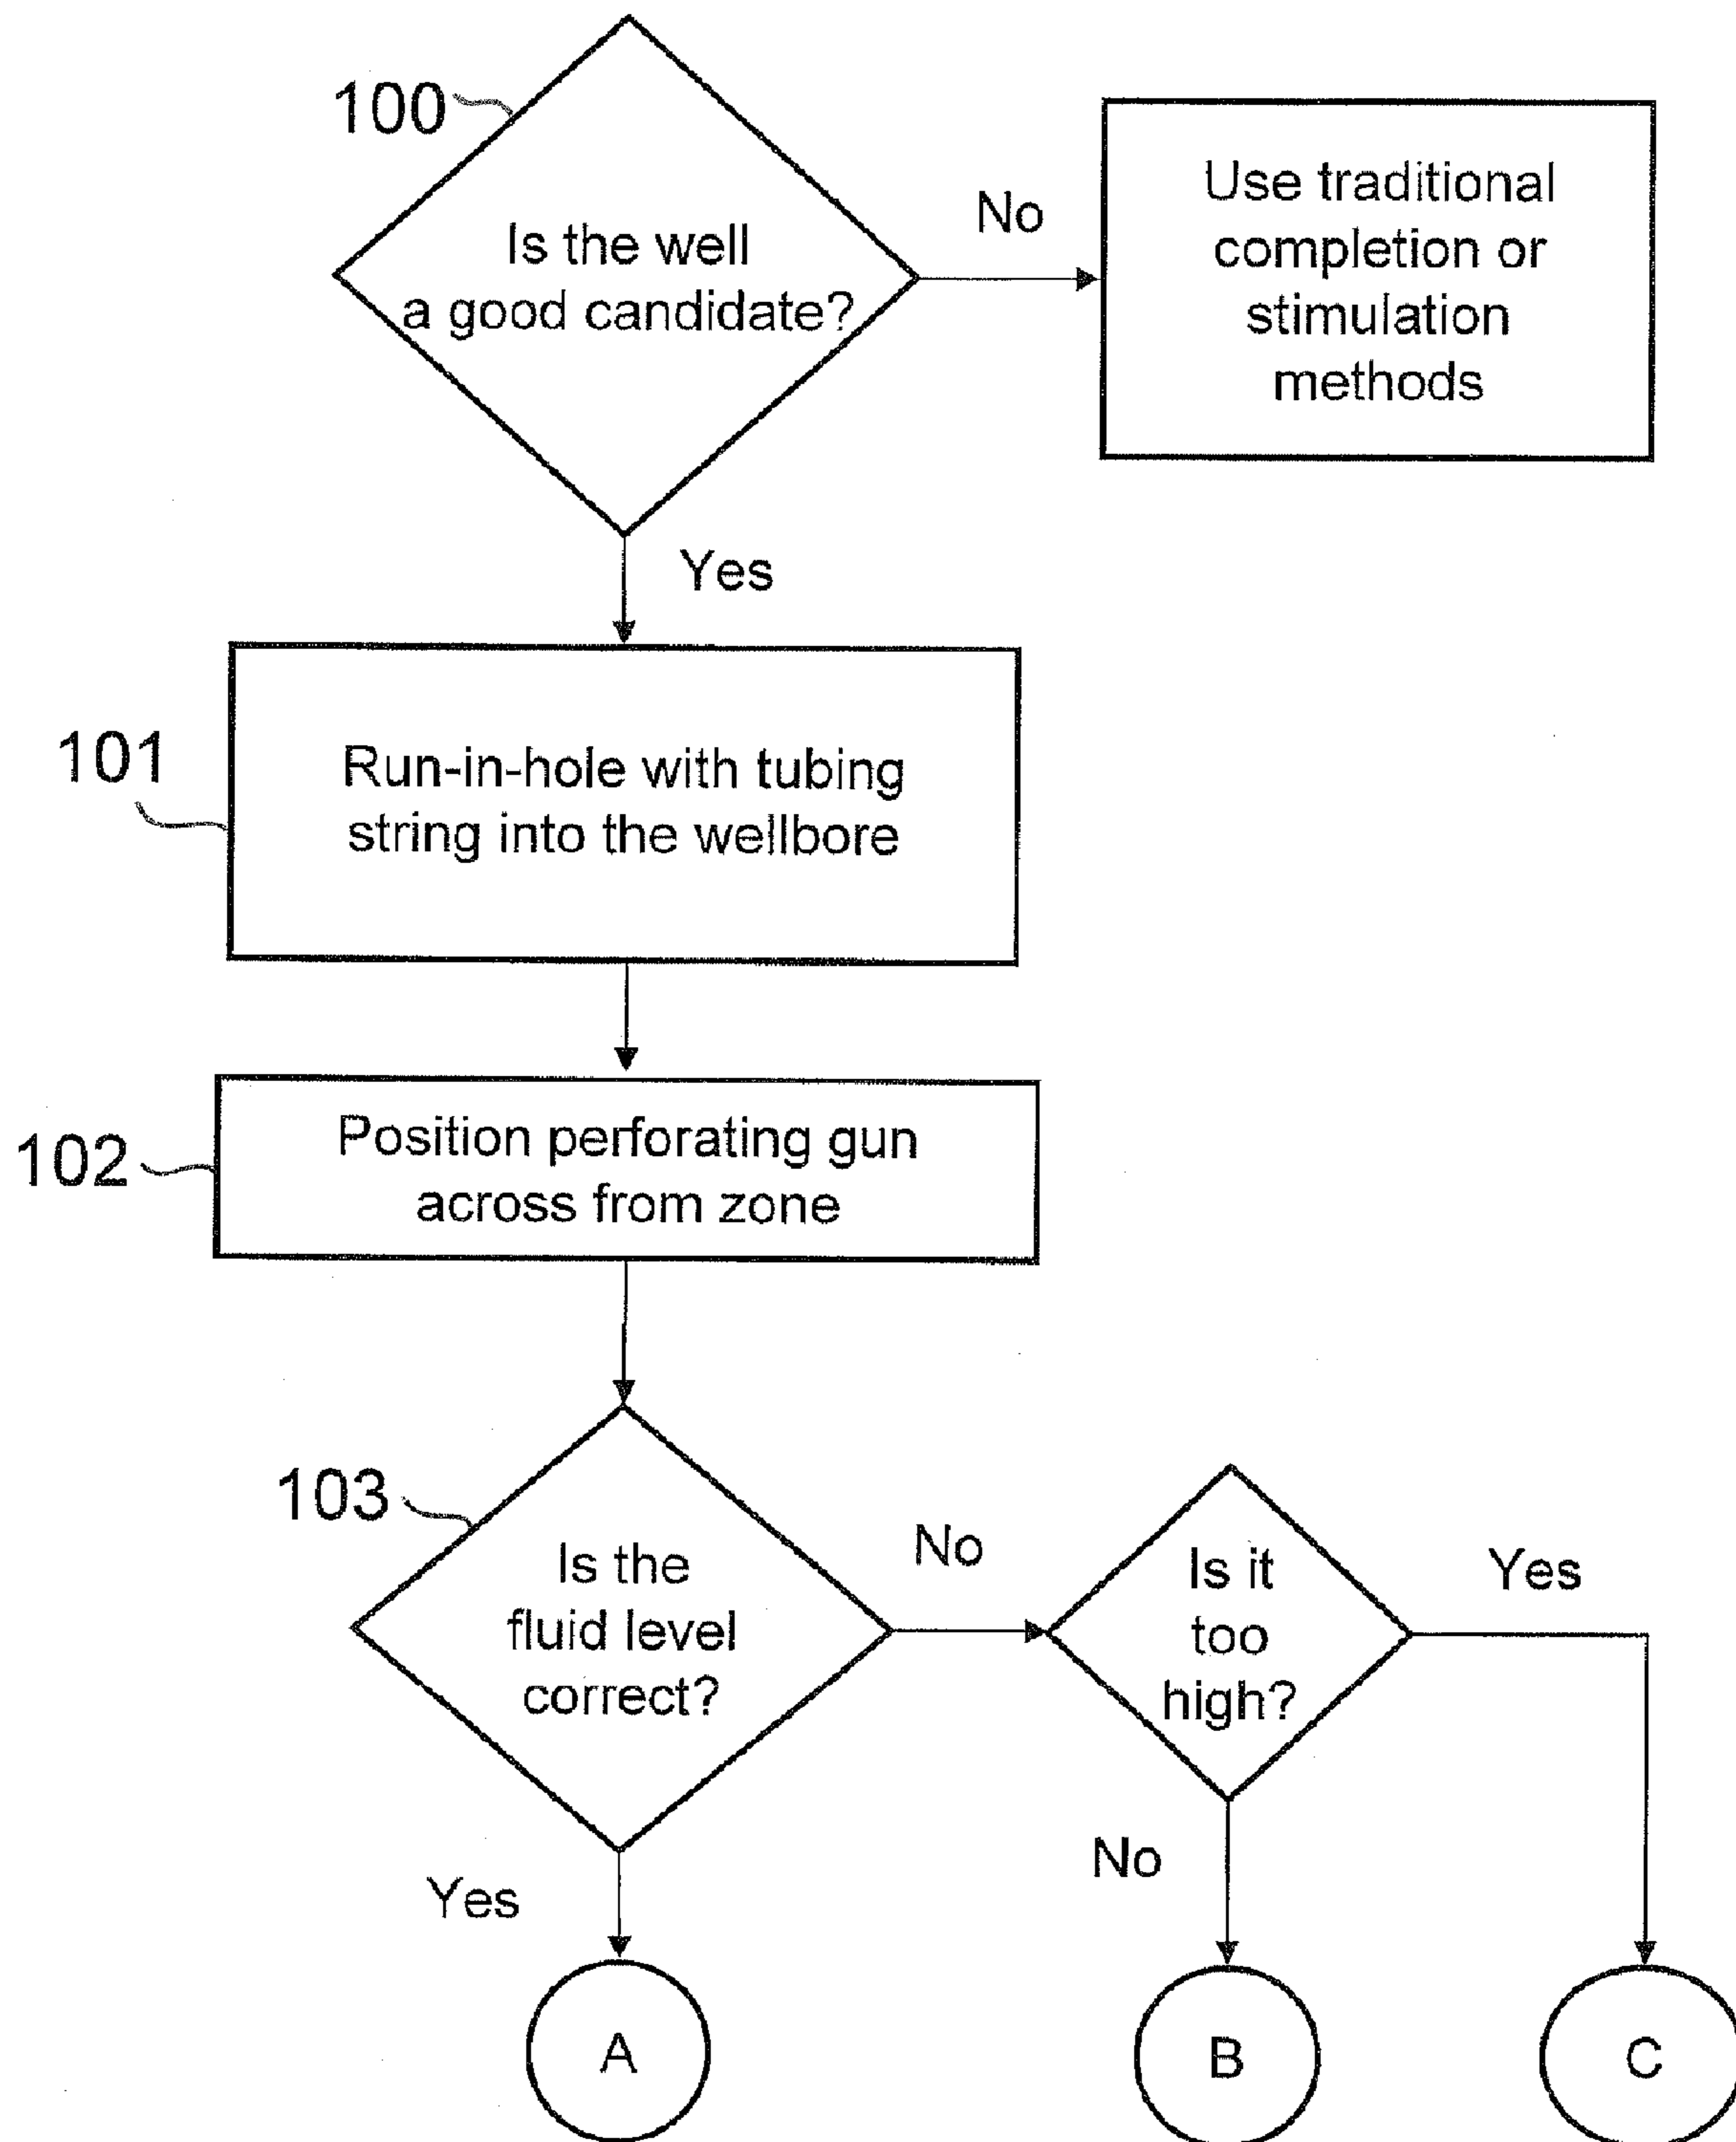 100
Is the well
a good candidate?
No
Use traditional
completion or
stimulation
methods
Yes
101
Run-in-hole with tubing
string into the wellbore
102
Position perforating gun
across from zone
103
Is the
fluid level
correct?
No
Is it
too
high?
Yes
No
Yes
A
B
C